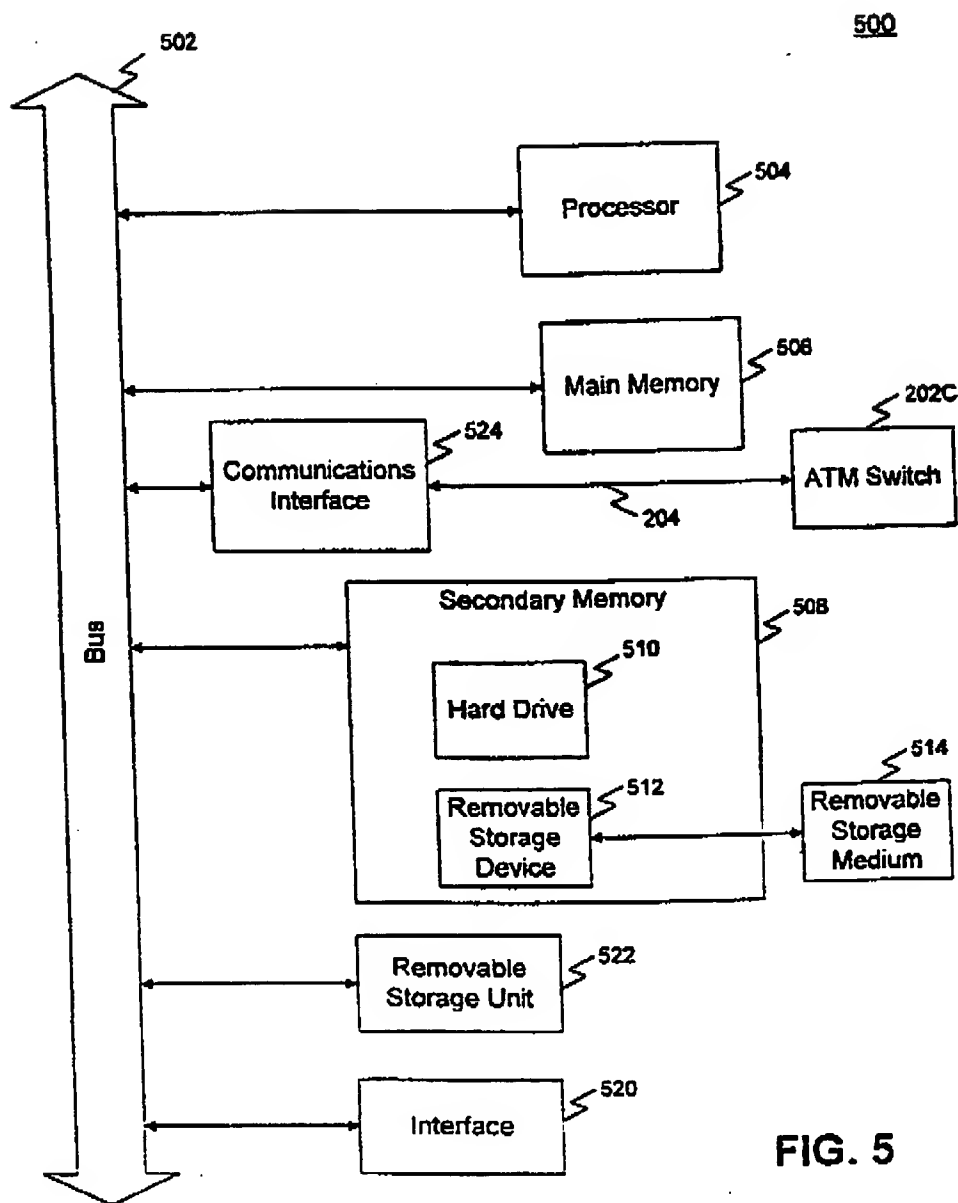 500
502
504
Processor
506
Main Memory
202C
524
Communications
Interface
ATM Switch
204
Secondary Memory
508
Bus
510
Hard Drive
514
512
Removable
Storage
Device
Removable
Storage
Medium
522
Removable
Storage Unit
520
Interface
FIG. 5